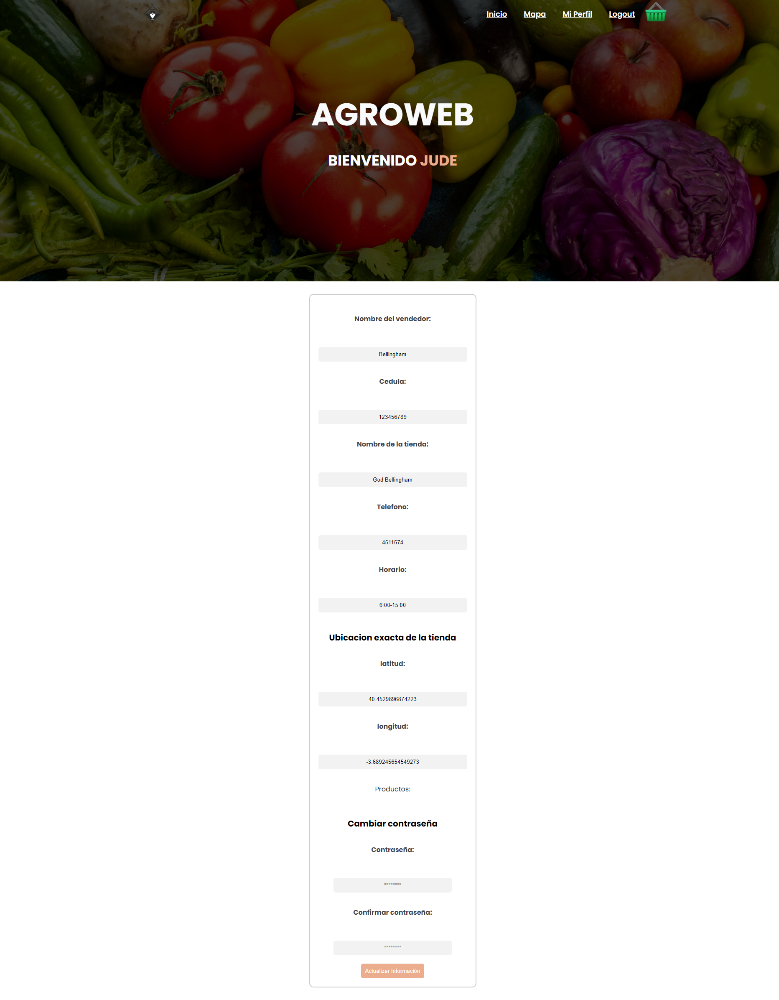 Inicio Mapa Mi Perfil Logout
AGROWEB
BIENVENIDO JUDE
Nombre del vendedor:
Bellingham
Cedula:
123456789
Nombre de la tienda:
God Bellingham
Telefono:
4511574
Horario:
6:00-15:00
Ubicacion exacta de la tienda
latitud:
40.4529896874223
longitud:
-3.689245654549273
Productos:
Cambiar contraseña
Contraseña:
********
Confirmar contraseña:
********
Actualizar Información